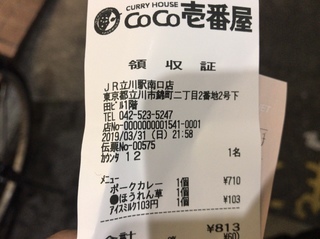 CURRY HOUSE
CoCo壱番屋
領収証
JR立川駅南口店
東京都立川市錦町二丁目2番地2号下
田ビル1階
TEL 042-523-5247
店No-0000000001541-0001
2019/03/31 (日) 21:58
伝票No-00575
カウンタ 12 1名
メニュー
ポークカレー 1個 ¥710
●ほうれん草 1個
アイスミルク103円 1個 ¥103
合計 ¥813